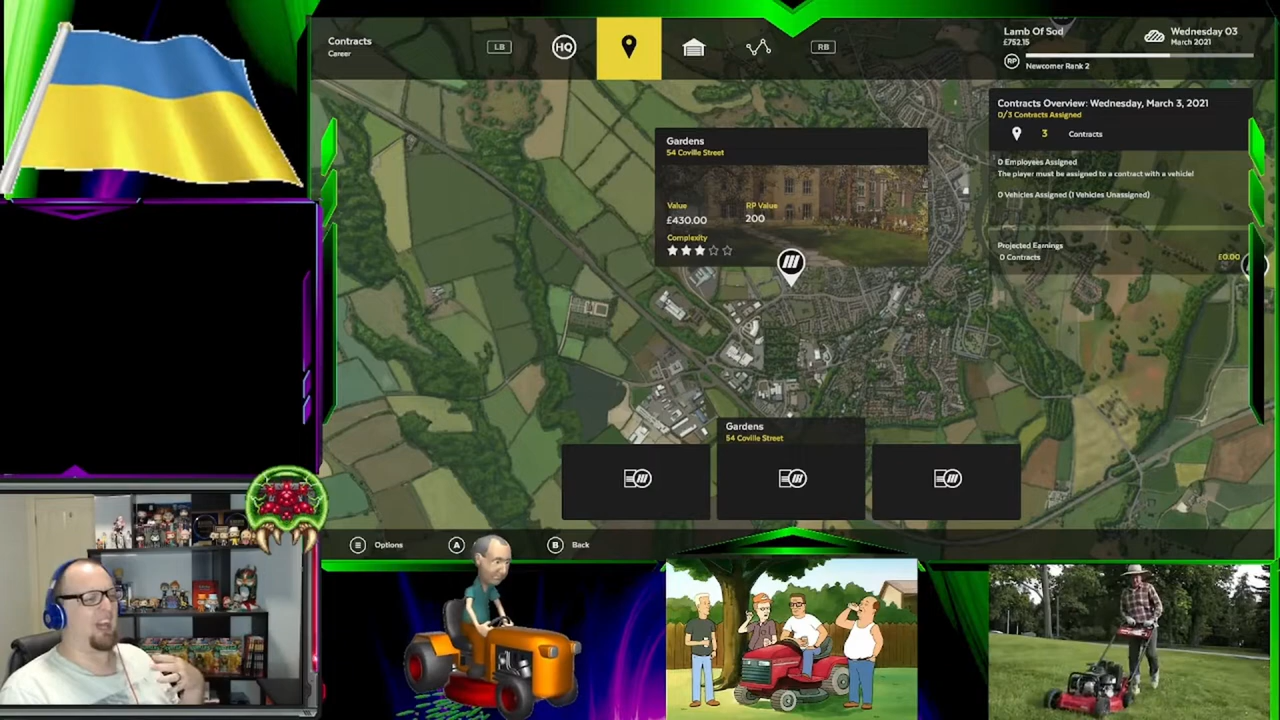 Contracts
Career
LB
HQ
RB
Lamb Of Sod
£752.15
Wednesday 03
March 2021
RP
Newcomer Rank 2
Contracts Overview: Wednesday, March 3, 2021
0/3 Contracts Assigned
3 Contracts
0 Employees Assigned
The player must be assigned to a contract with a vehicle!
0 Vehicles Assigned (1 Vehicles Unassigned)
Projected Earnings
0 Contracts £0.00
Gardens
54 Coville Street
Value
£430.00
RP Value
200
Complexity
Gardens
54 Coville Street
Options
A
B Back